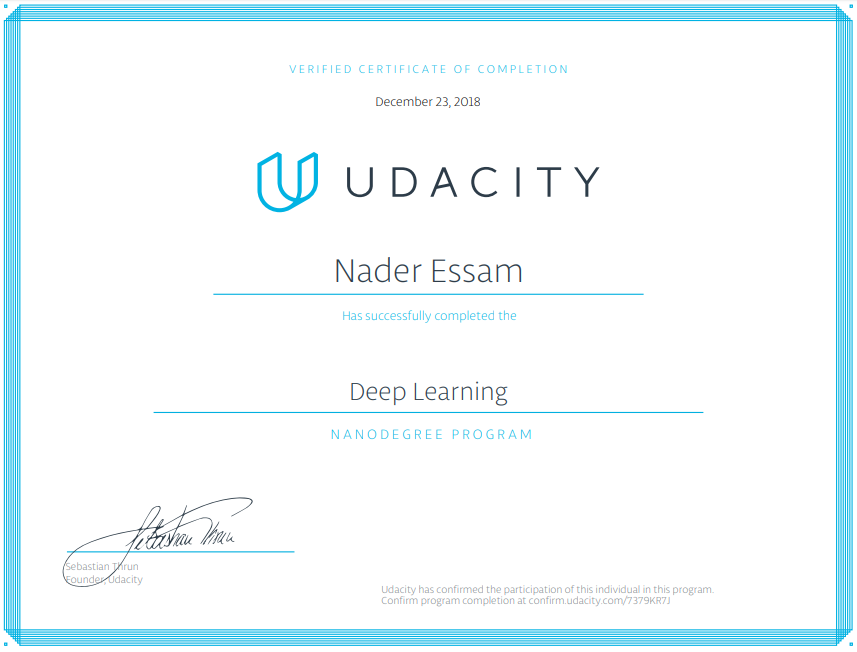 VERIFIED CERTIFICATE OF COMPLETION
December 23, 2018
UDACITY
Nader Essam
Has successfully completed the
Deep Learning
NANODEGREE PROGRAM
Sebastian Thrun
Sebastian Thrun
Founder, Udacity
Udacity has confirmed the participation of this individual in this program.
Confirm program completion at confirm.udacity.com/7379KR7J